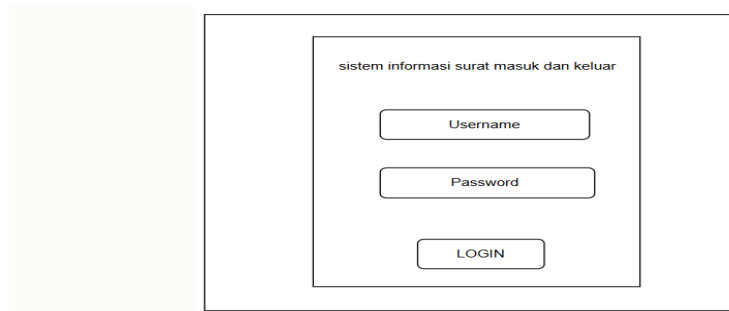 sistem informasi surat masuk dan keluar
Username
Password
LOGIN